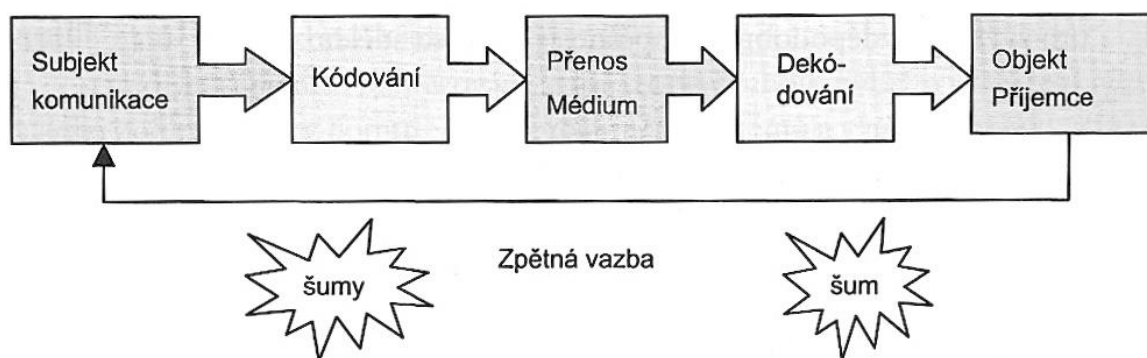 Subjekt
komunikace
Kódování
Přenos
Médium
Dekó-
dování
Objekt
Příjemce
Zpětná vazba
šumy
šum